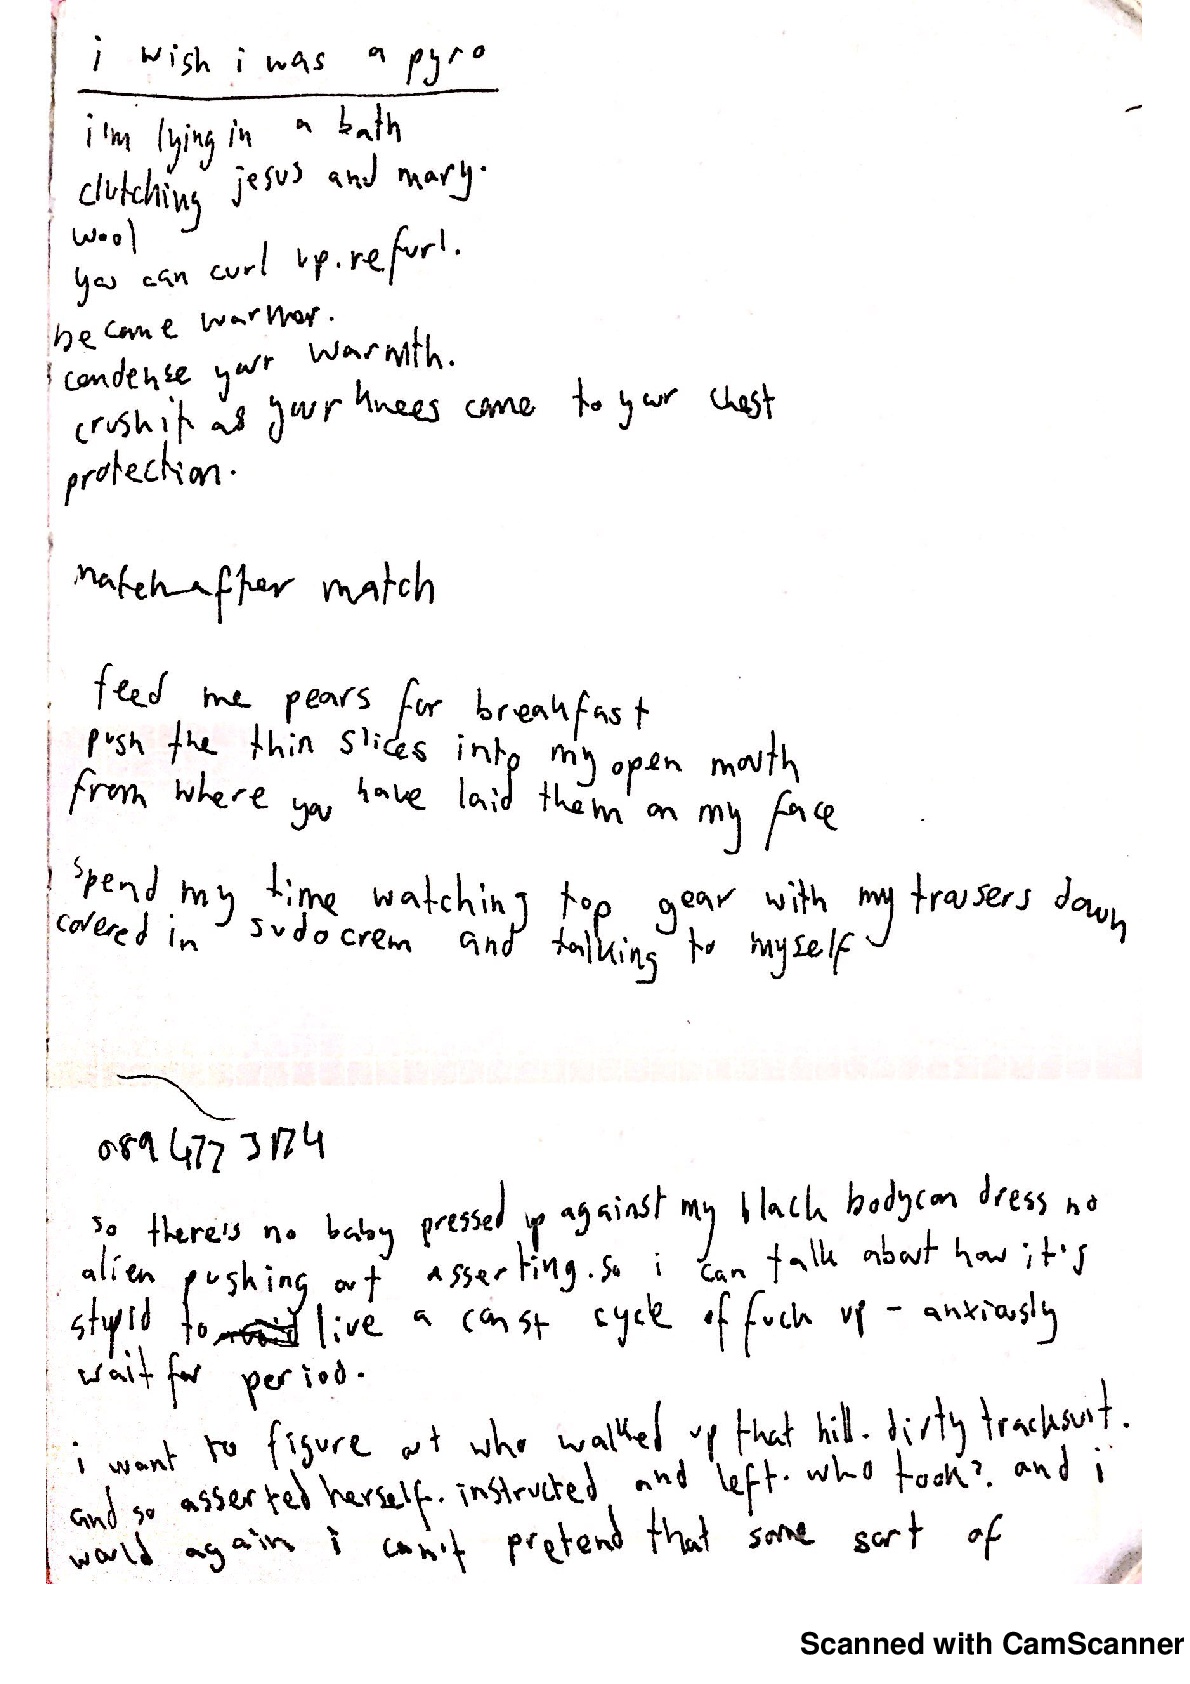 i wish i was a pyro
i'm lying in a bath
clutching jesus and mary.
wool
you can curl up. refurl.
become warmer.
condense your warmth.
crush it as your knees come to your chest
protection.
match after match
feed me pears for breakfast
push the thin slices into my open mouth
from where you have laid them on my face
spend my time watching top gear with my trousers down
covered in sudocrem and talking to myself
089 477 3174
so there's no baby pressed up against my black bodycon dress no
alien pushing out asserting. so i can talk about how it's
stupid to live a const cycle of fuck up - anxiously
wait for period.
i want to figure out who walked up that hill. dirty tracksuit.
and so asserted herself. instructed and left. who took?. and i
would again i can't pretend that some sort of
Scanned with CamScanner